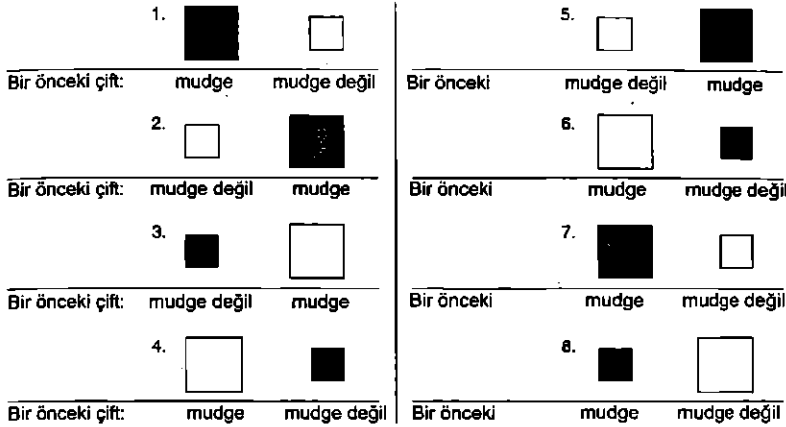 1.
Bir önceki çift: mudge mudge değil
2.
Bir önceki çift: mudge değil mudge
3.
Bir önceki çift: mudge değil mudge
4.
Bir önceki çift: mudge mudge değil
5.
Bir önceki mudge değil mudge
6.
Bir önceki mudge mudge değil
7.
Bir önceki mudge mudge değil
8.
Bir önceki mudge mudge değil